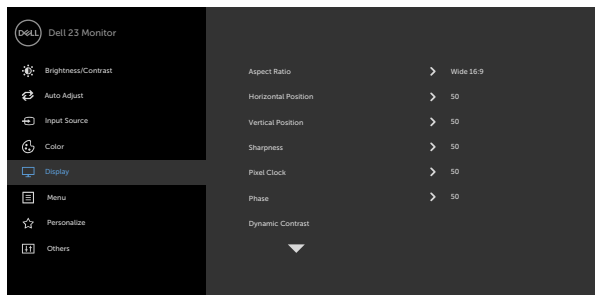 DELL Dell 23 Monitor
Brightness/Contrast
Auto Adjust
Input Source
Color
Display
Menu
Personalize
Others
Aspect Ratio Wide 16:9
Horizontal Position 50
Vertical Position 50
Sharpness 50
Pixel Clock 50
Phase 50
Dynamic Contrast